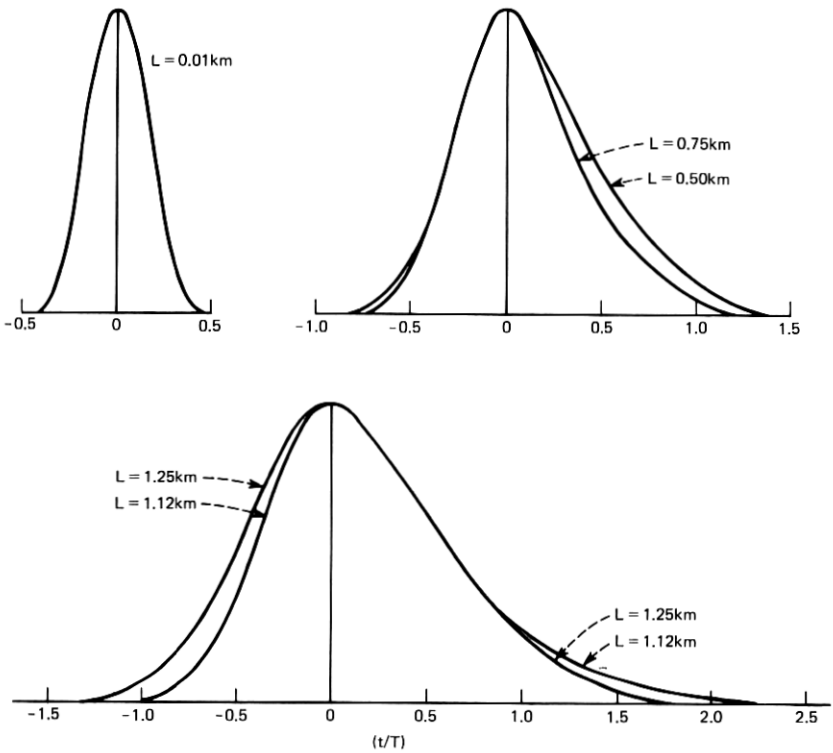 L = 0.01km
-0.5 0 0.5
L = 0.75km
L = 0.50km
-1.0 -0.5 0 0.5 1.0 1.5
L = 1.25km
L = 1.12km
L = 1.25km
L = 1.12km
-1.5 -1.0 -0.5 0 0.5 1.0 1.5 2.0 2.5
(t/T)